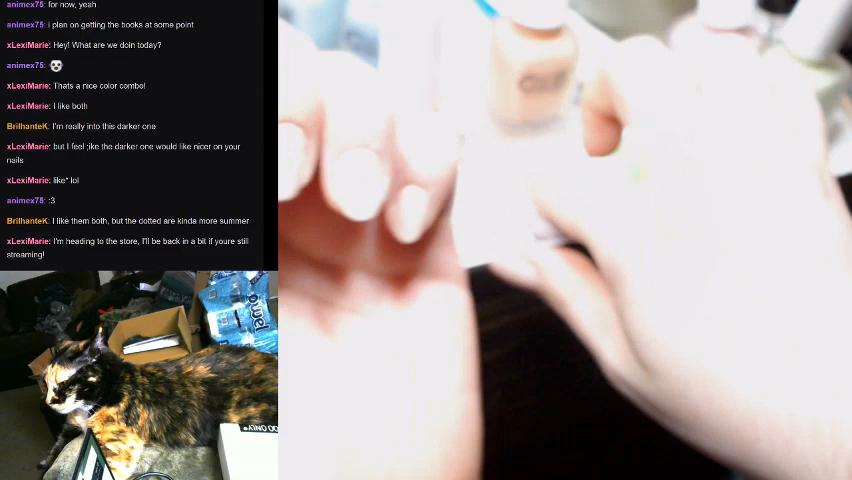 animex75: for now, yeah
animex75: i plan on getting the books at some point
xLexiMarie: Hey! What are we doin today?
animex75:
xLexiMarie: Thats a nice color combo!
xLexiMarie: I like both
BrilhanteK: I'm really into this darker one
xLexiMarie: but I feel ;ike the darker one would like nicer on your
nails
xLexiMarie: like* lol
animex75: :3
BrilhanteK: I like them both, but the dotted are kinda more summer
xLexiMarie: I'm heading to the store, I'll be back in a bit if youre still
streaming!